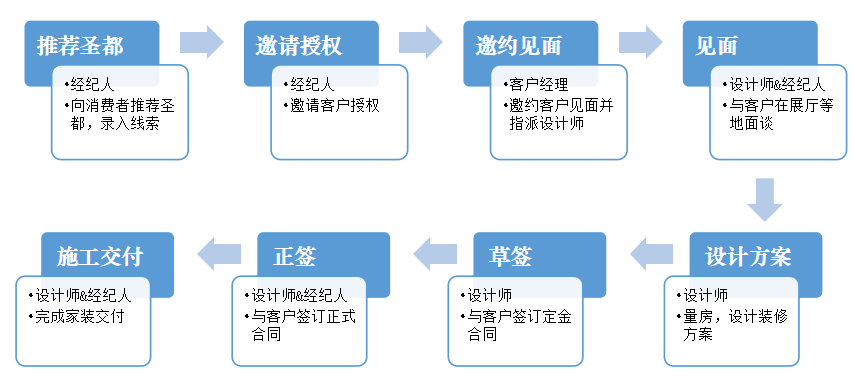 推荐圣都
•经纪人
•向消费者推荐圣
都，录入线索
邀请授权
•经纪人
•邀请客户授权
邀约见面
•客户经理
•邀约客户见面并
指派设计师
见面
•设计师&经纪人
•与客户在展厅等
地面谈
设计方案
•设计师
•量房，设计装修
方案
草签
•设计师
•与客户签订定金
合同
正签
•设计师&经纪人
•与客户签订正式
合同
施工交付
•设计师&经纪人
•完成家装交付